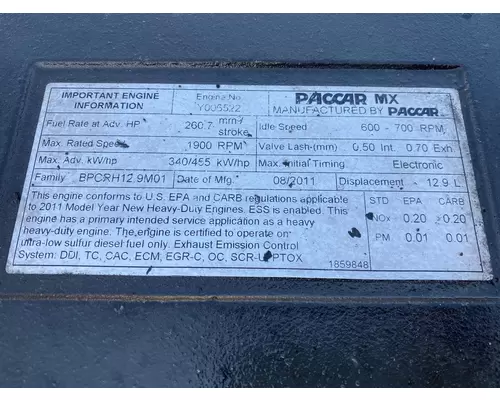 IMPORTANT ENGINE INFORMATION
Engine No.
Y005522
PACCAR MX
MANUFACTURED BY PACCAR
Fuel Rate at Adv. HP 260.7 mm³/stroke
Idle Speed 600 - 700 RPM
Max. Rated Speed 1900 RPM
Valve Lash-(mm) 0.50 Int. 0.70 Exh.
Max. Adv. kW/hp 340/455 kW/hp
Max. Initial Timing Electronic
Family BPCRH12.9M01
Date of Mfg. 08/2011
Displacement 12.9 L
This engine conforms to U.S. EPA and CARB regulations applicable
to 2011 Model Year New Heavy-Duty Engines. ESS is enabled. This
engine has a primary intended service application as a heavy
heavy-duty engine. The engine is certified to operate on
ultra-low sulfur diesel fuel only. Exhaust Emission Control
System: DDI, TC, CAC, ECM, EGR-C, OC, SCR-U, PTOX
STD EPA CARB
NOx 0.20 0.20
PM 0.01 0.01
1859848